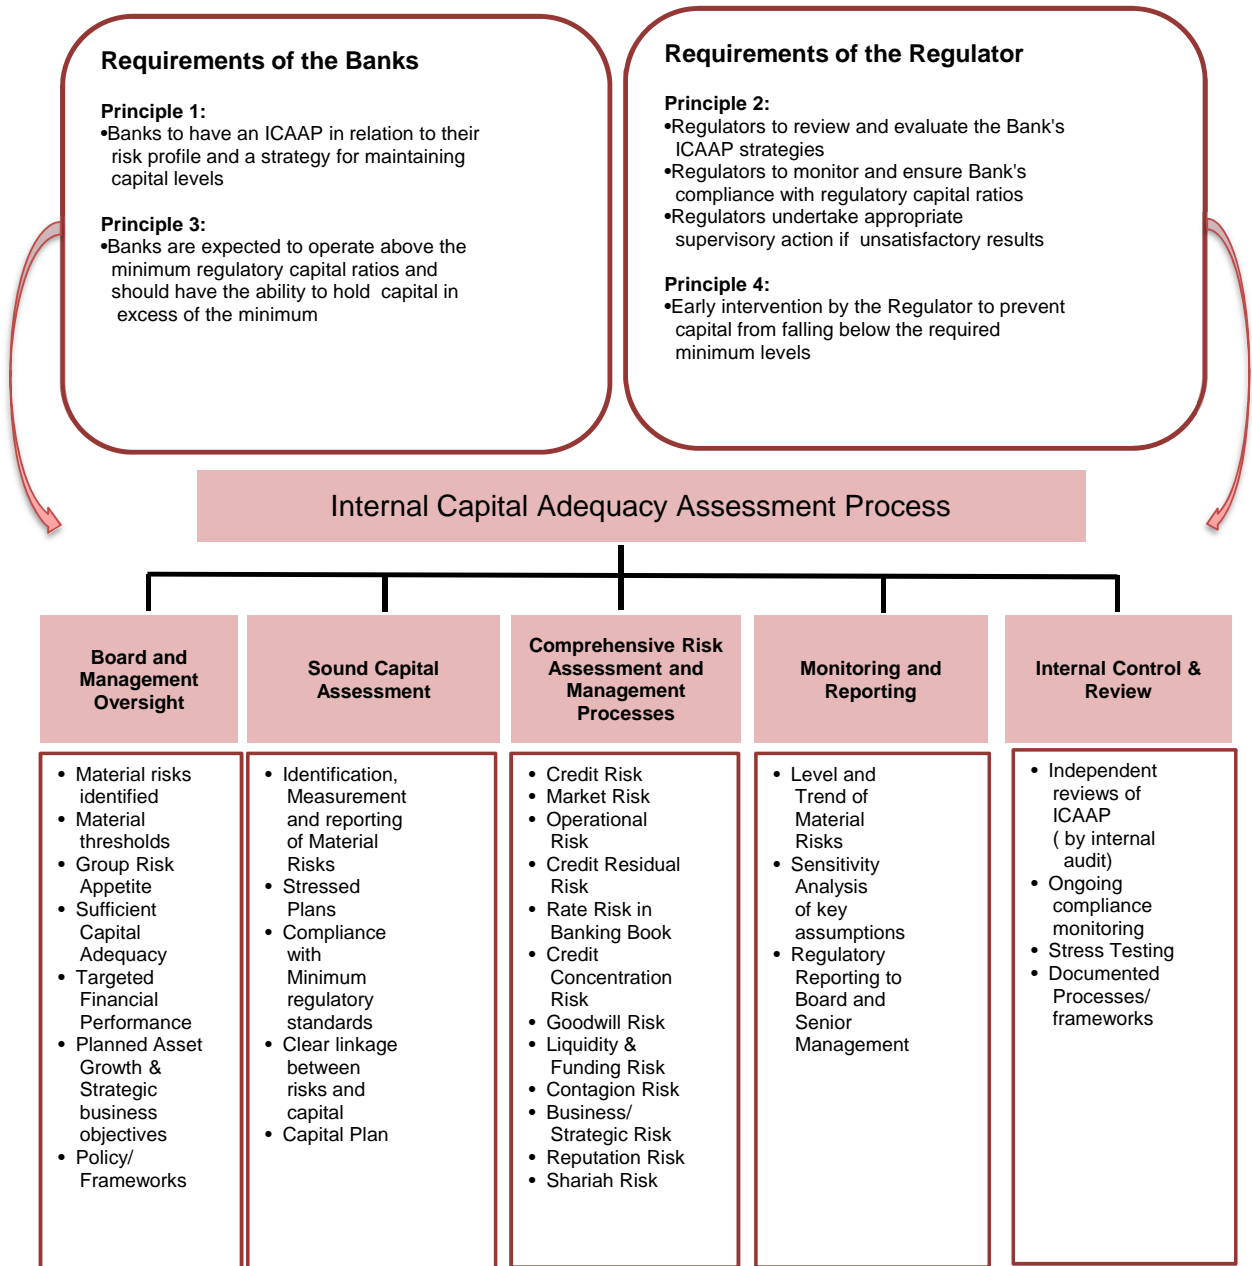 Requirements of the Banks
Principle 1:
•Banks to have an ICAAP in relation to their
risk profile and a strategy for maintaining
capital levels
Principle 3:
•Banks are expected to operate above the
minimum regulatory capital ratios and
should have the ability to hold capital in
excess of the minimum
Requirements of the Regulator
Principle 2:
•Regulators to review and evaluate the Bank's
ICAAP strategies
•Regulators to monitor and ensure Bank's
compliance with regulatory capital ratios
•Regulators undertake appropriate
supervisory action if unsatisfactory results
Principle 4:
•Early intervention by the Regulator to prevent
capital from falling below the required
minimum levels
Internal Capital Adequacy Assessment Process
Board and
Management
Oversight
• Material risks
identified
• Material
thresholds
• Group Risk
Appetite
• Sufficient
Capital
Adequacy
• Targeted
Financial
Performance
• Planned Asset
Growth &
Strategic
business
objectives
• Policy/
Frameworks
Sound Capital
Assessment
• Identification,
Measurement
and reporting
of Material
Risks
• Stressed
Plans
• Compliance
with
Minimum
regulatory
standards
• Clear linkage
between
risks and
capital
• Capital Plan
Comprehensive Risk
Assessment and
Management
Processes
• Credit Risk
• Market Risk
• Operational
Risk
• Credit Residual
Risk
• Rate Risk in
Banking Book
• Credit
Concentration
Risk
• Goodwill Risk
• Liquidity &
Funding Risk
• Contagion Risk
• Business/
Strategic Risk
• Reputation Risk
• Shariah Risk
Monitoring and
Reporting
• Level and
Trend of
Material
Risks
• Sensitivity
Analysis
of key
assumptions
• Regulatory
Reporting to
Board and
Senior
Management
Internal Control &
Review
• Independent
reviews of
ICAAP
( by internal
audit)
• Ongoing
compliance
monitoring
• Stress Testing
• Documented
Processes/
frameworks